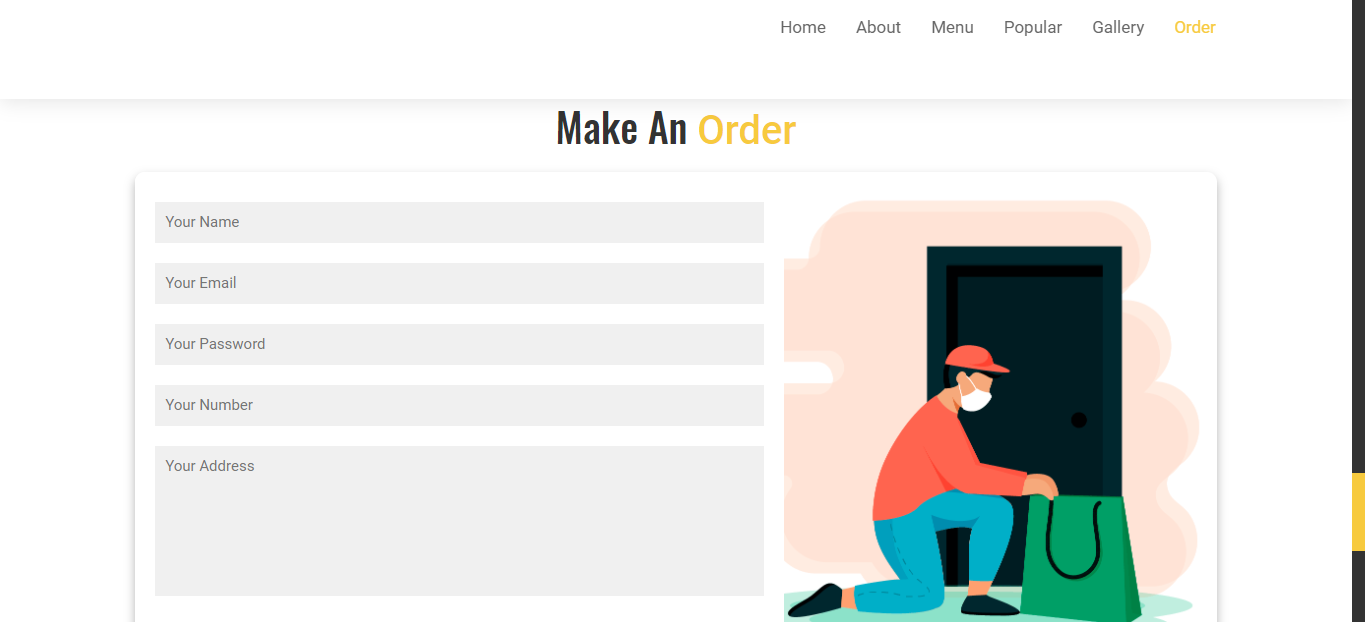 Home About Menu Popular Gallery Order
Make An Order
Your Name
Your Email
Your Password
Your Number
Your Address